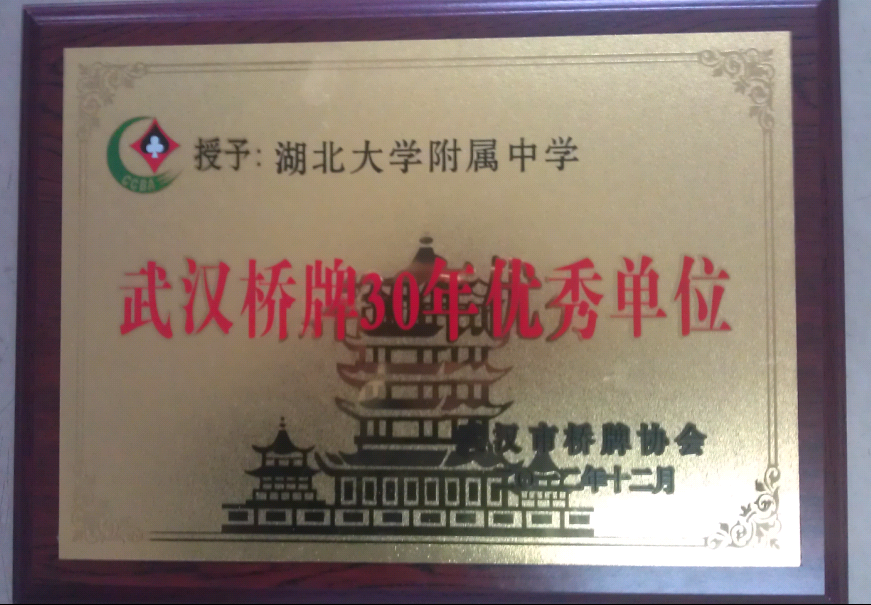 CCBA
授予：湖北大学附属中学
武汉桥牌30年优秀单位
武汉市桥牌协会
年十二月